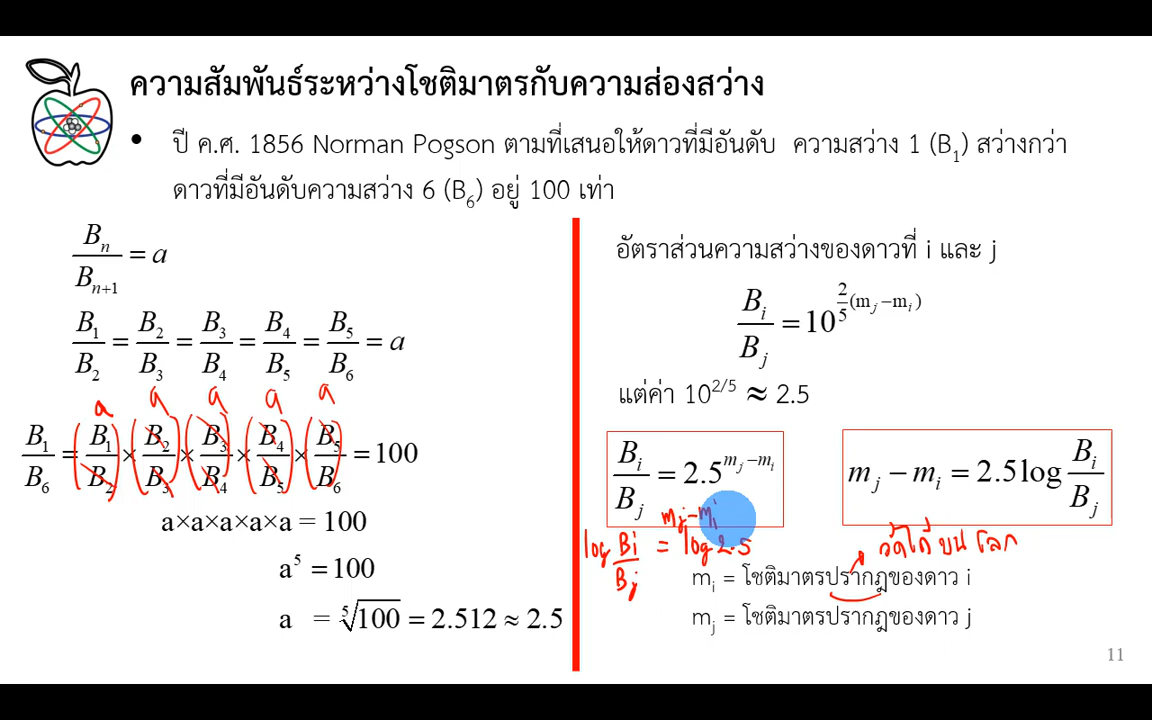 ความสัมพันธ์ระหว่างโชติมาตรกับความส่องสว่าง
• ปี ค.ศ. 1856 Norman Pogson ตามที่เสนอให้ดาวที่มีอันดับ ความสว่าง 1 (B₁) สว่างกว่า
ดาวที่มีอันดับความสว่าง 6 (B₆) อยู่ 100 เท่า
Bₙ/Bₙ₊₁ = a
B₁/B₂ = B₂/B₃ = B₃/B₄ = B₄/B₅ = B₅/B₆ = a
a a a a a
B₁/B₆ = (B₁/B₂) × (B₂/B₃) × (B₃/B₄) × (B₄/B₅) × (B₅/B₆) = 100
a×a×a×a×a = 100
a⁵ = 100
a = ⁵√100 = 2.512 ≈ 2.5
อัตราส่วนความสว่างของดาวที่ i และ j
Bᵢ/Bⱼ = 10^(2/5(mⱼ−mᵢ))
แต่ค่า 10^(2/5) ≈ 2.5
Bᵢ/Bⱼ = 2.5^(mⱼ−mᵢ)
mⱼ − mᵢ = 2.5log Bᵢ/Bⱼ
log Bi/Bj = log 2.5^(mj−mi)
วัดได้ บน โลก
mᵢ = โชติมาตรปรากฏของดาว i
mⱼ = โชติมาตรปรากฏของดาว j
11